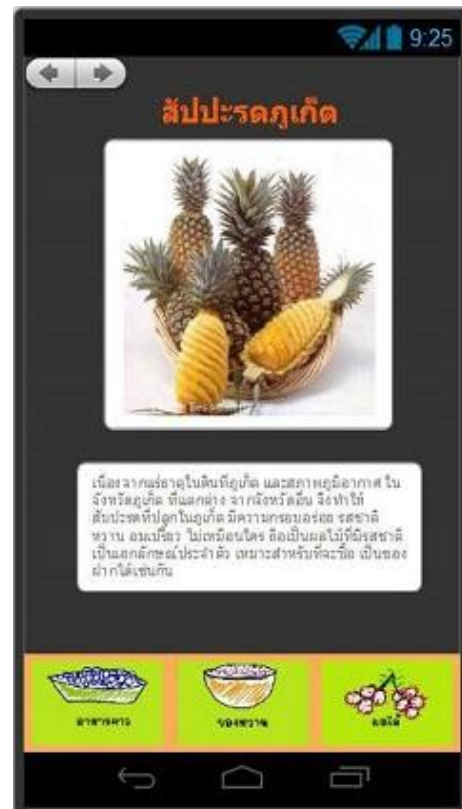 9:25
สัปปะรดภูเก็ต
เนื่องจากแร่ธาตุในดินที่ภูเก็ต และสภาพภูมิอากาศ ใน
จังหวัดภูเก็ต ที่แตกต่าง จากจังหวัดอื่น จึงทำให้
สัปปะรดที่ปลูกในภูเก็ต มีความกรอบอร่อย รสชาติ
หวาน อมเปรี้ยว ไม่เหมือนใคร ถือเป็นผลไม้ที่มีรสชาติ
เป็นเอกลักษณ์ประจำตัว เหมาะสำหรับที่จะซื้อ เป็นของ
ฝากได้เช่นกัน
อาหารคาว
ของหวาน
ผลไม้